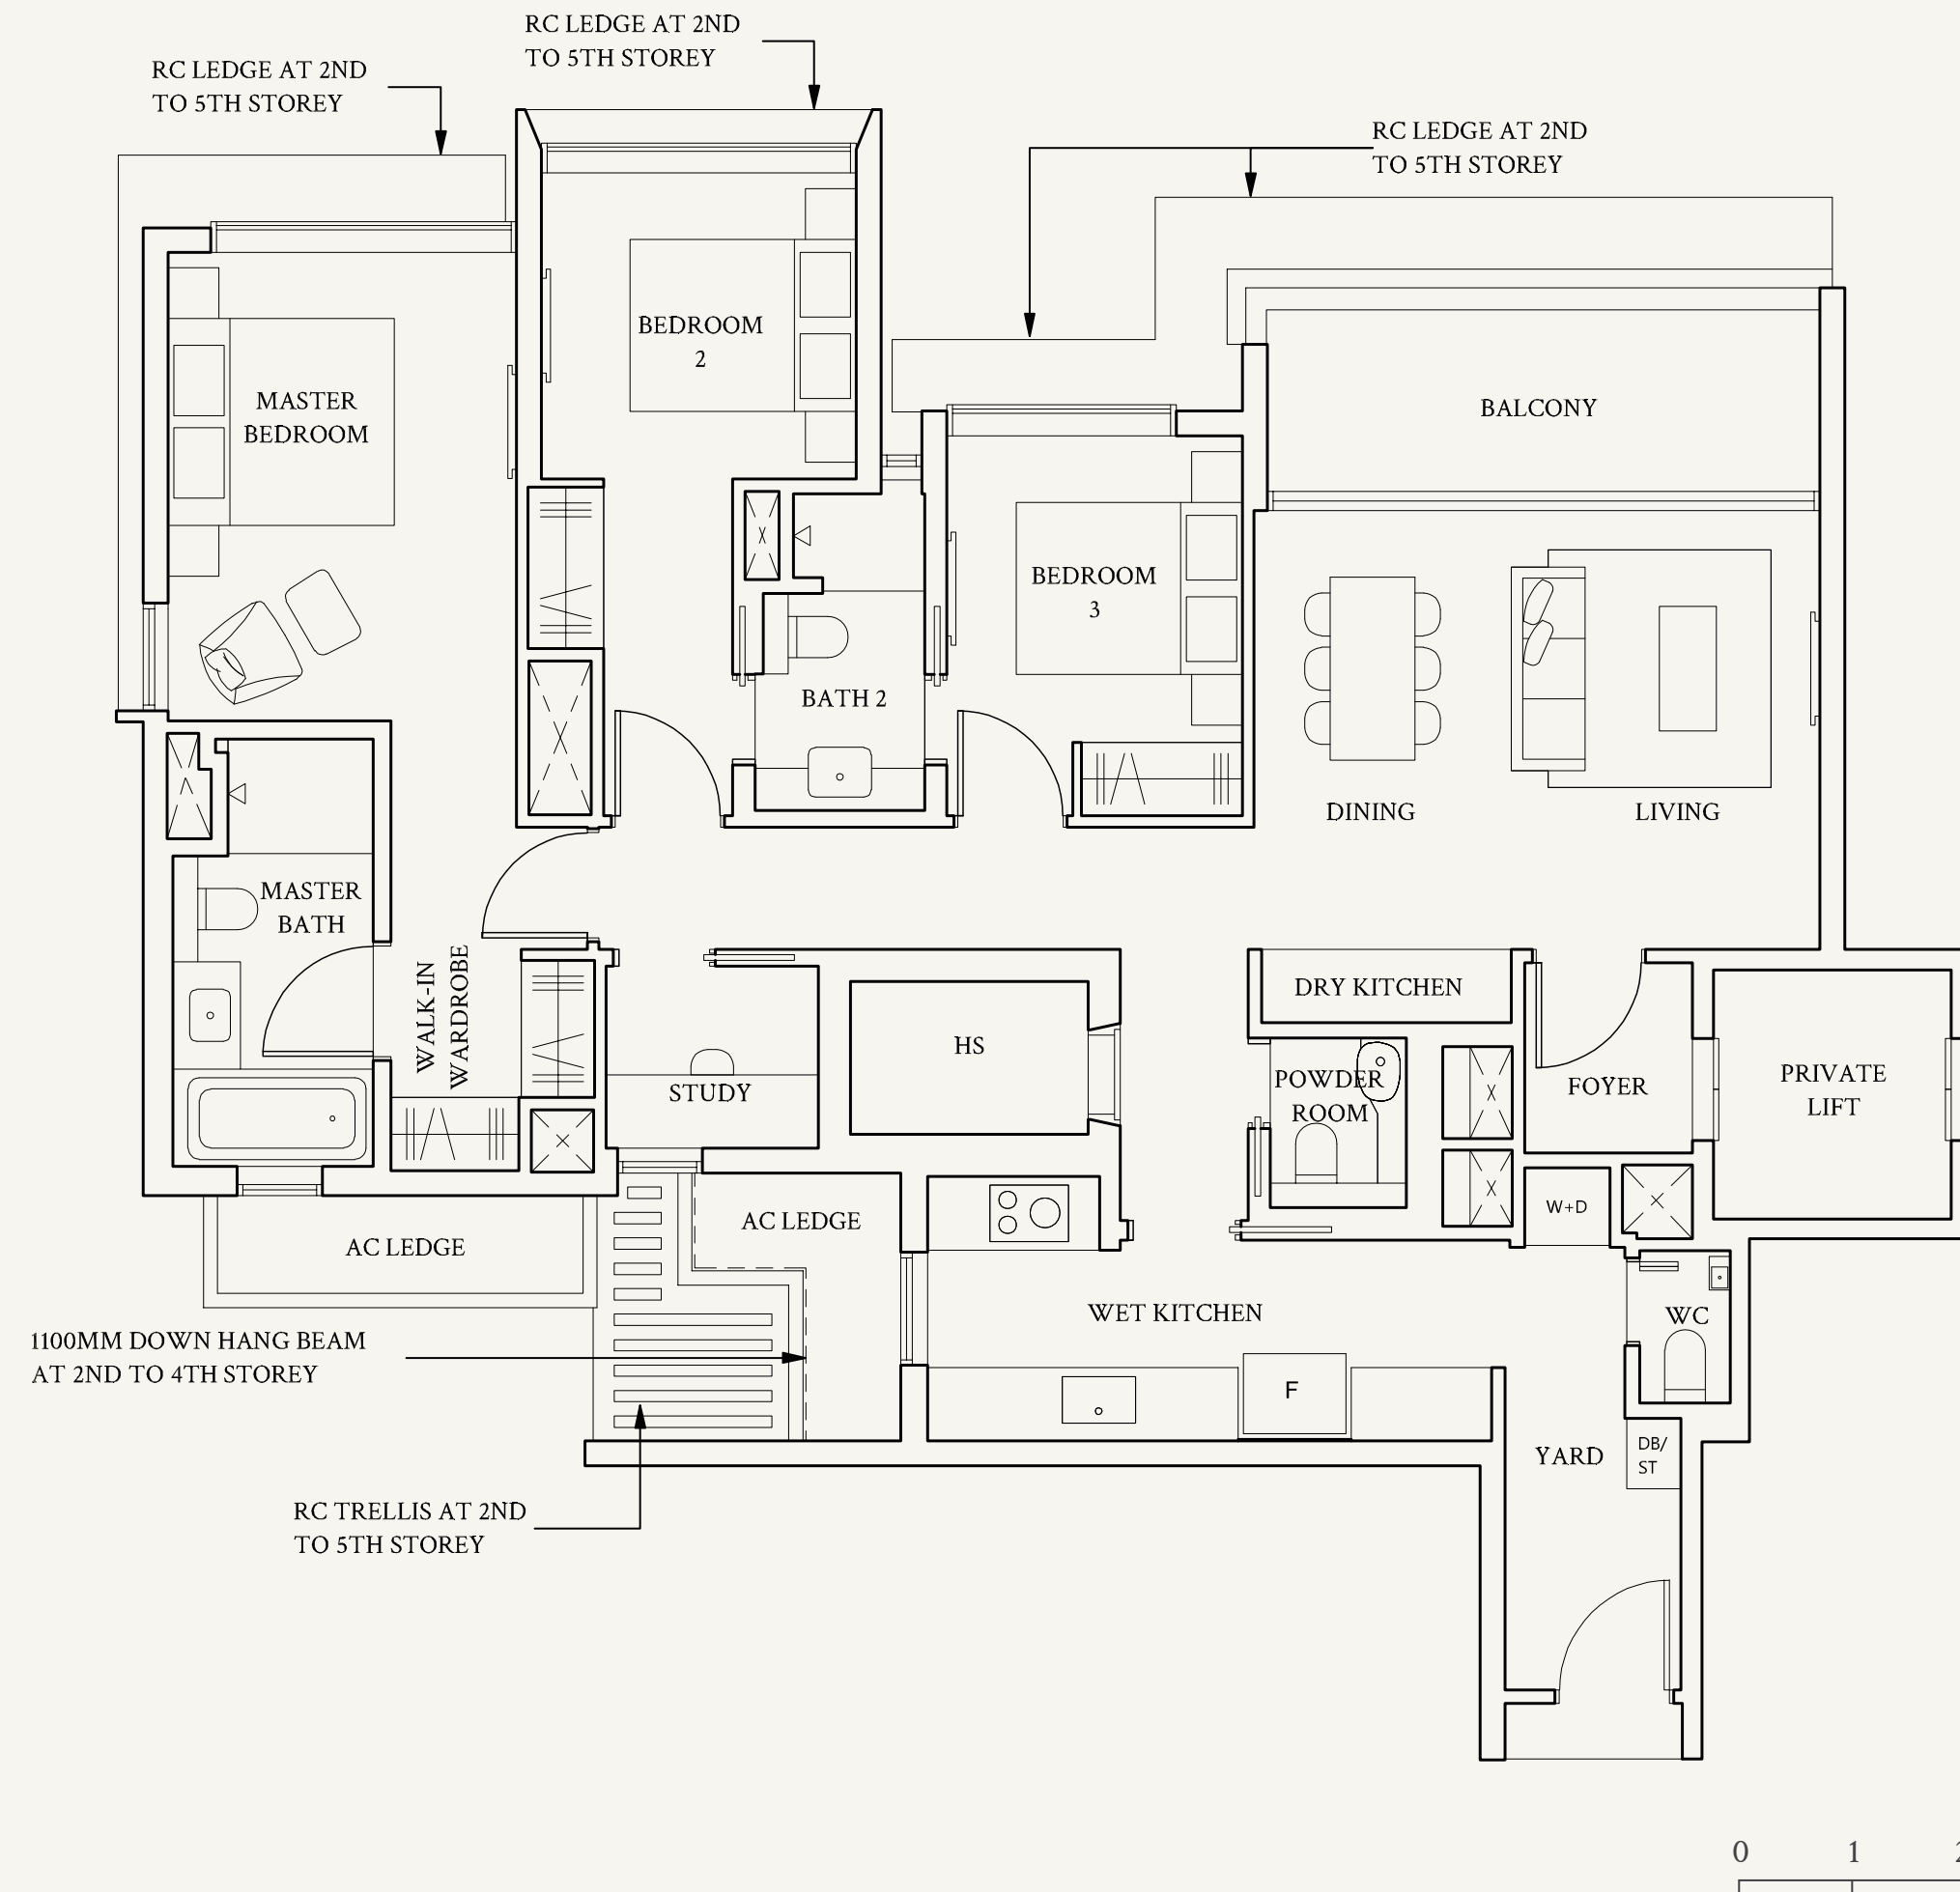 RC LEDGE AT 2ND
TO 5TH STOREY
RC LEDGE AT 2ND
TO 5TH STOREY
RC LEDGE AT 2ND
TO 5TH STOREY
BEDROOM
2
MASTER
BEDROOM
BALCONY
BEDROOM
3
BATH 2
DINING
LIVING
MASTER
BATH
WALK-IN
WARDROBE
STUDY
HS
DRY KITCHEN
POWDER
ROOM
FOYER
PRIVATE
LIFT
W+D
AC LEDGE
AC LEDGE
WET KITCHEN
WC
1100MM DOWN HANG BEAM
AT 2ND TO 4TH STOREY
F
YARD
DB/
ST
RC TRELLIS AT 2ND
TO 5TH STOREY
0 1